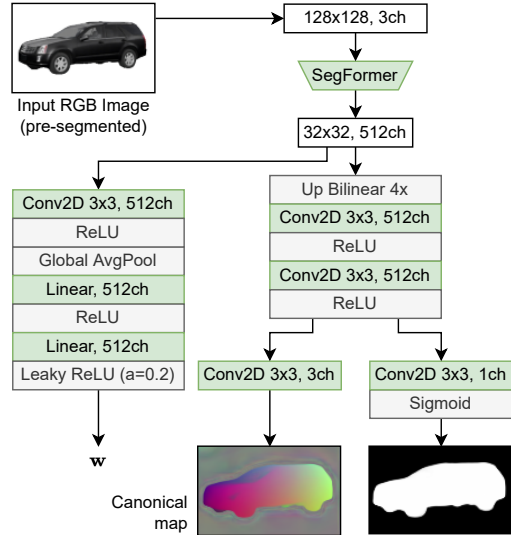 128x128, 3ch
SegFormer
Input RGB Image
(pre-segmented)
32x32, 512ch
Conv2D 3x3, 512ch
ReLU
Global AvgPool
Linear, 512ch
ReLU
Linear, 512ch
Leaky ReLU (a=0.2)
w
Up Bilinear 4x
Conv2D 3x3, 512ch
ReLU
Conv2D 3x3, 512ch
ReLU
Conv2D 3x3, 3ch
Conv2D 3x3, 1ch
Sigmoid
Canonical
map